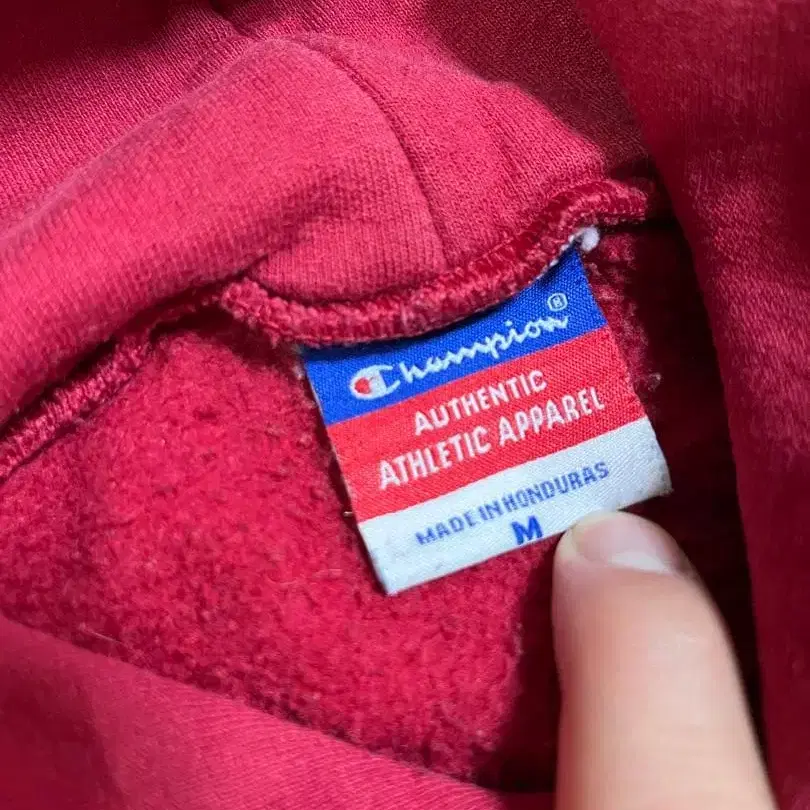 Champion®
AUTHENTIC
ATHLETIC APPAREL
MADE IN HONDURAS
M